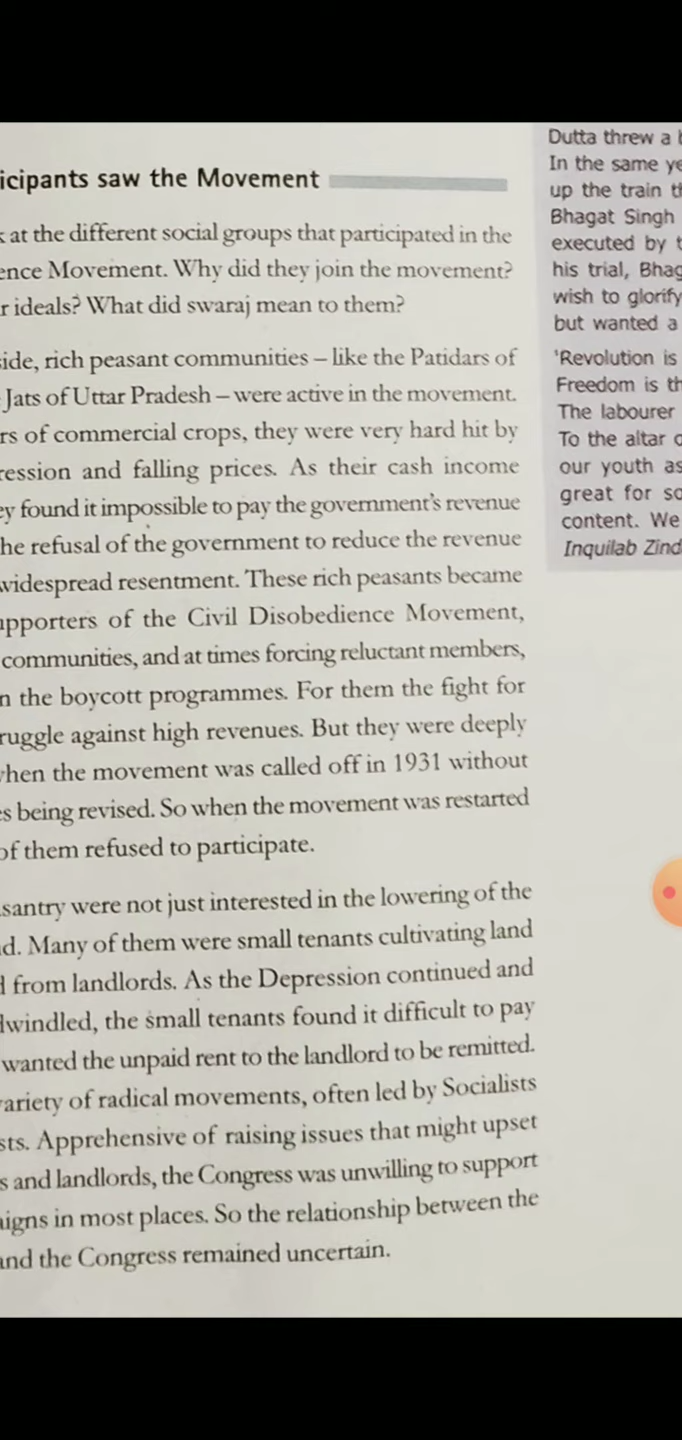 icipants saw the Movement
at the different social groups that participated in the
ence Movement. Why did they join the movement?
r ideals? What did swaraj mean to them?
ide, rich peasant communities – like the Patidars of
Jats of Uttar Pradesh – were active in the movement.
rs of commercial crops, they were very hard hit by
ression and falling prices. As their cash income
ey found it impossible to pay the government's revenue
he refusal of the government to reduce the revenue
widespread resentment. These rich peasants became
upporters of the Civil Disobedience Movement,
communities, and at times forcing reluctant members,
n the boycott programmes. For them the fight for
ruggle against high revenues. But they were deeply
when the movement was called off in 1931 without
es being revised. So when the movement was restarted
of them refused to participate.
santry were not just interested in the lowering of the
d. Many of them were small tenants cultivating land
d from landlords. As the Depression continued and
dwindled, the small tenants found it difficult to pay
wanted the unpaid rent to the landlord to be remitted.
variety of radical movements, often led by Socialists
sts. Apprehensive of raising issues that might upset
s and landlords, the Congress was unwilling to support
aigns in most places. So the relationship between the
and the Congress remained uncertain.
Dutta threw a b
In the same ye
up the train th
Bhagat Singh
executed by t
his trial, Bhag
wish to glorify
but wanted a
'Revolution is
Freedom is th
The labourer
To the altar o
our youth as
great for so
content. We
Inquilab Zind